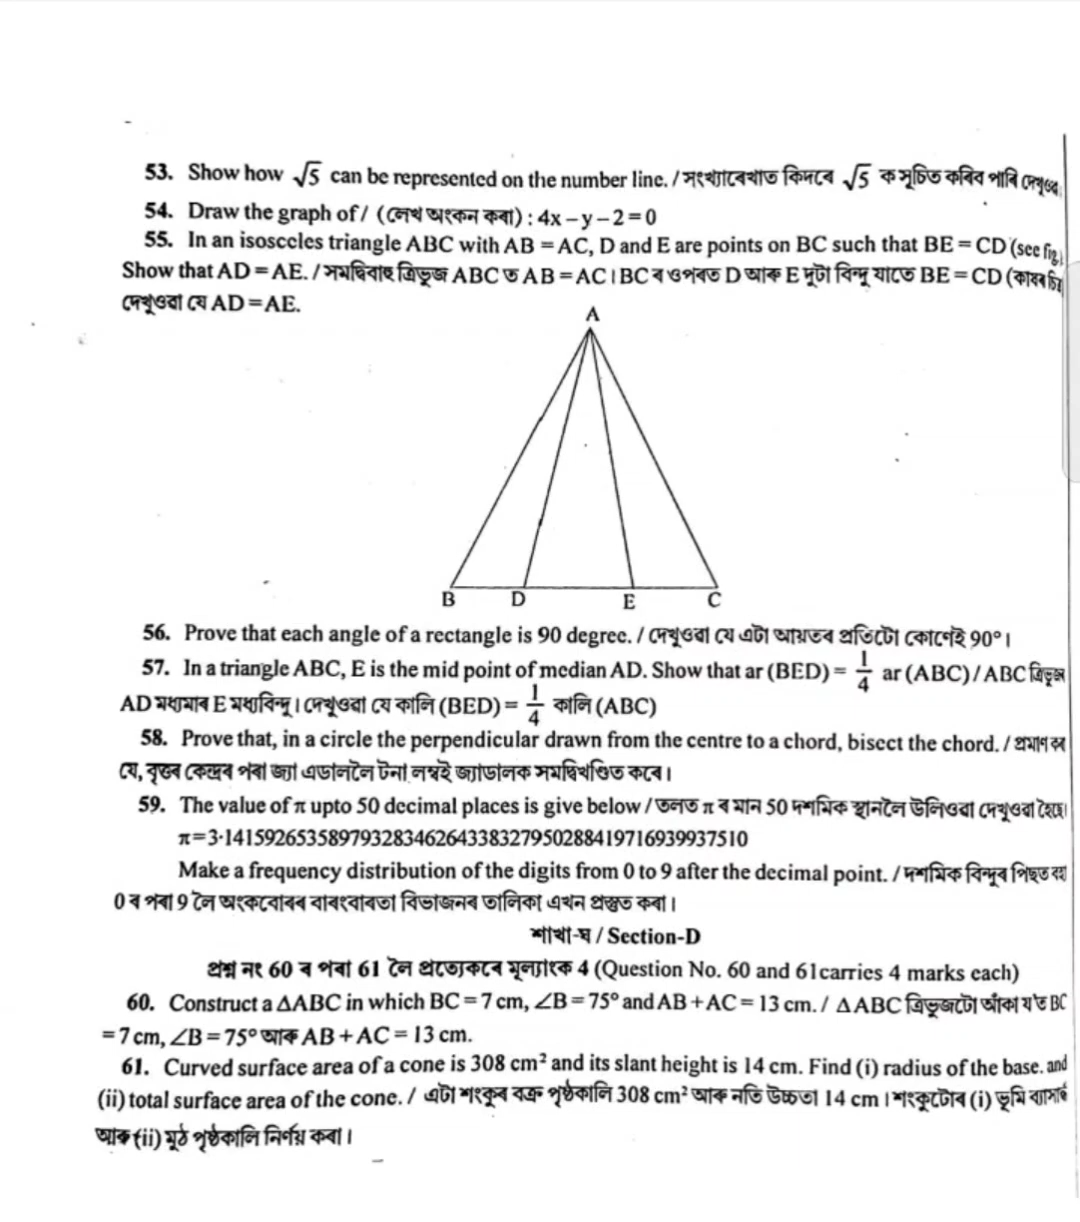 53. Show how √5 can be represented on the number line. / সংখ্যাৰেখাত কিদৰে √5 ক সূচিত কৰিব পাৰি দেখুওৱা
54. Draw the graph of / (লেখ অংকন কৰা) : 4x – y – 2 = 0
55. In an isosceles triangle ABC with AB = AC, D and E are points on BC such that BE = CD (see fig.)
Show that AD = AE. / সমদ্বিবাহু ত্ৰিভুজ ABC ত AB = AC। BC ৰ ওপৰত D আৰু E দুটা বিন্দু যাতে BE = CD (কাষৰ চিত্ৰ
দেখুওৱা যে AD = AE.
A
B D E C
56. Prove that each angle of a rectangle is 90 degree. / দেখুওৱা যে এটা আয়তৰ প্ৰতিটো কোণেই 90°।
57. In a triangle ABC, E is the mid point of median AD. Show that ar (BED) = 1/4 ar (ABC) / ABC ত্ৰিভুজৰ
AD মধ্যমাৰ E মধ্যবিন্দু। দেখুওৱা যে কালি (BED) = 1/4 কালি (ABC)
58. Prove that, in a circle the perpendicular drawn from the centre to a chord, bisect the chord. / প্ৰমাণ কৰা
যে, বৃত্তৰ কেন্দ্ৰৰ পৰা জ্যা এডাললৈ টনা লম্বই জ্যাডালক সমদ্বিখণ্ডিত কৰে।
59. The value of π upto 50 decimal places is give below / তলত π ৰ মান 50 দশমিক স্থানলৈ উলিওৱা দেখুওৱা হৈছে।
π=3·14159265358979328346264338327950288419716939937510
Make a frequency distribution of the digits from 0 to 9 after the decimal point. / দশমিক বিন্দুৰ পিছত
0 ৰ পৰা 9 লৈ অংকবোৰৰ বাৰংবাৰতা বিভাজনৰ তালিকা এখন প্ৰস্তুত কৰা।
শাখা-ঘ / Section-D
প্ৰশ্ন নং 60 ৰ পৰা 61 লৈ প্ৰত্যেকৰে মূল্যাংক 4 (Question No. 60 and 61carries 4 marks each)
60. Construct a ΔABC in which BC = 7 cm, ∠B = 75° and AB + AC = 13 cm. / ΔABC ত্ৰিভুজটো আঁকা য'ত BC
= 7 cm, ∠B = 75° আৰু AB + AC = 13 cm.
61. Curved surface area of a cone is 308 cm² and its slant height is 14 cm. Find (i) radius of the base. and
(ii) total surface area of the cone. / এটা শংকুৰ বক্ৰ পৃষ্ঠকালি 308 cm² আৰু নতি উচ্চতা 14 cm। শংকুটোৰ (i) ভূমি ব্যাসাৰ্ধ
আৰু (ii) মুঠ পৃষ্ঠকালি নিৰ্ণয় কৰা।